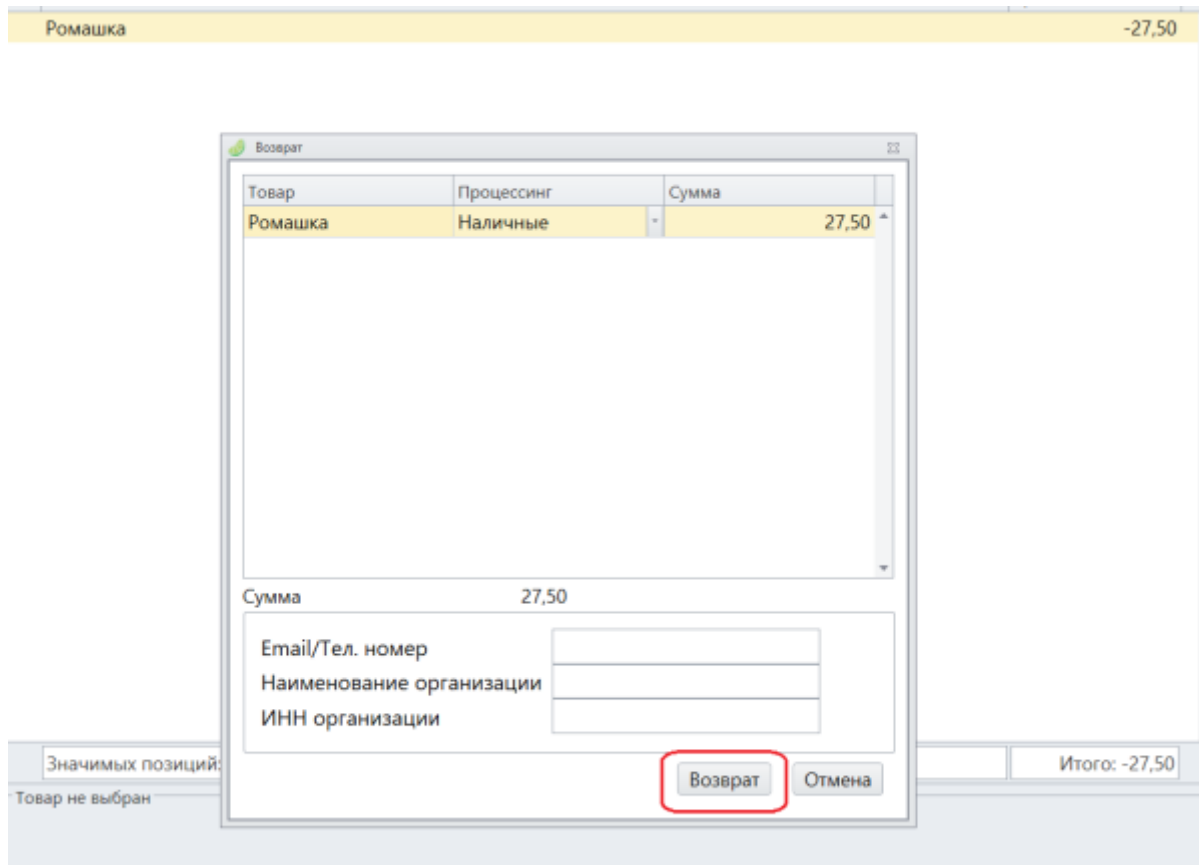 Ромашка -27,50
Возврат
Товар Процессинг Сумма
Ромашка Наличные 27,50
Сумма 27,50
Email/Тел. номер
Наименование организации
ИНН организации
Значимых позиций: Итого: -27,50
Возврат Отмена
Товар не выбран